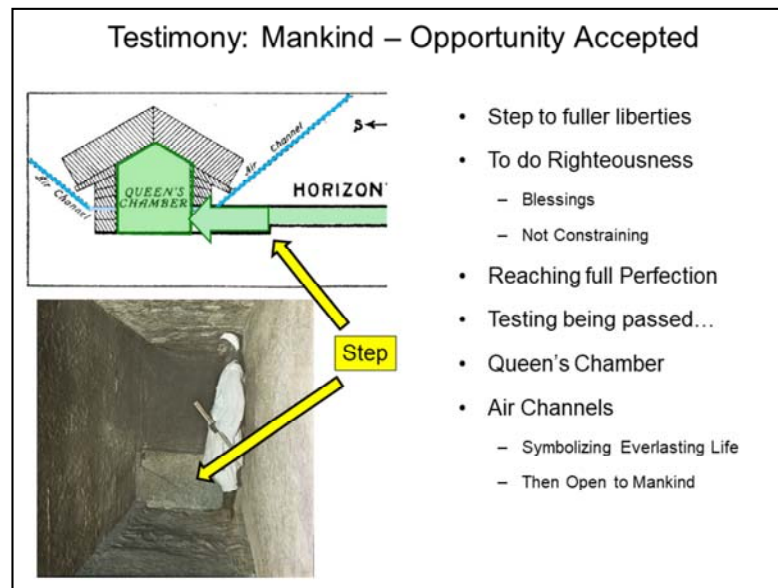 Testimony: Mankind – Opportunity Accepted
Air Channel
QUEEN'S
CHAMBER
Air Channel
S
HORIZON
Step
• Step to fuller liberties
• To do Righteousness
– Blessings
– Not Constraining
• Reaching full Perfection
• Testing being passed…
• Queen's Chamber
• Air Channels
– Symbolizing Everlasting Life
– Then Open to Mankind